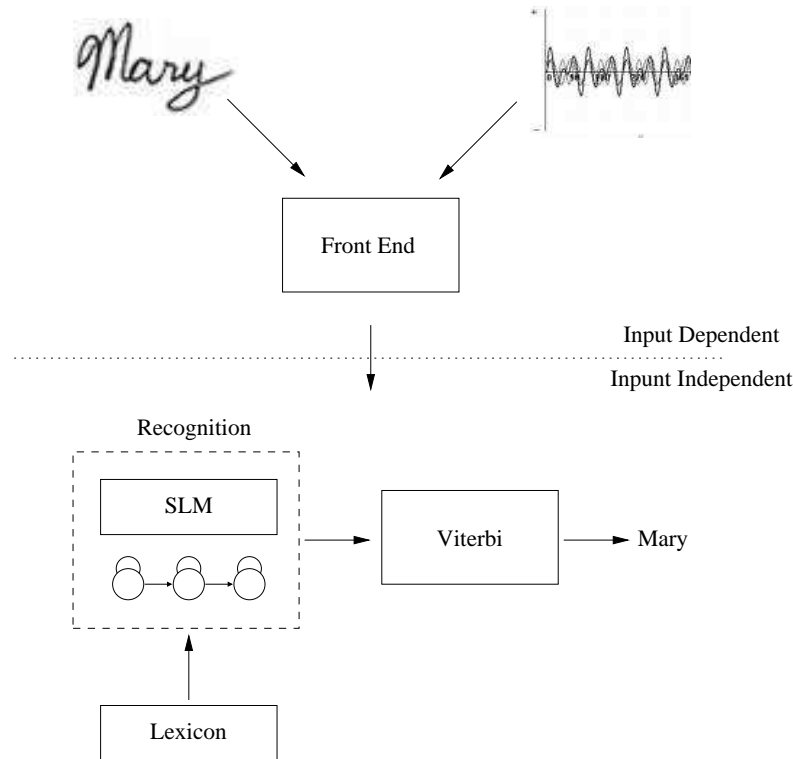 Mary
Front End
Input Dependent
Inpunt Independent
Recognition
SLM
Viterbi
Mary
Lexicon